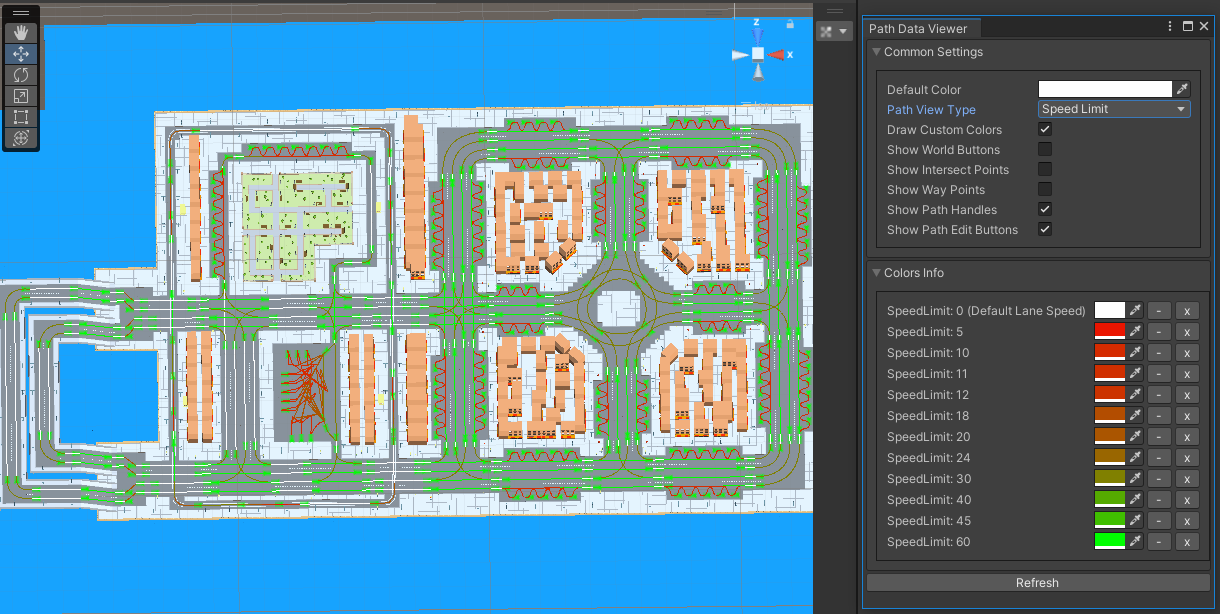 z
x
Path Data Viewer
Common Settings
Default Color
Path View Type
Speed Limit
Draw Custom Colors
Show World Buttons
Show Intersect Points
Show Way Points
Show Path Handles
Show Path Edit Buttons
Colors Info
SpeedLimit: 0 (Default Lane Speed) - x
SpeedLimit: 5 - x
SpeedLimit: 10 - x
SpeedLimit: 11 - x
SpeedLimit: 12 - x
SpeedLimit: 18 - x
SpeedLimit: 20 - x
SpeedLimit: 24 - x
SpeedLimit: 30 - x
SpeedLimit: 40 - x
SpeedLimit: 45 - x
SpeedLimit: 60 - x
Refresh